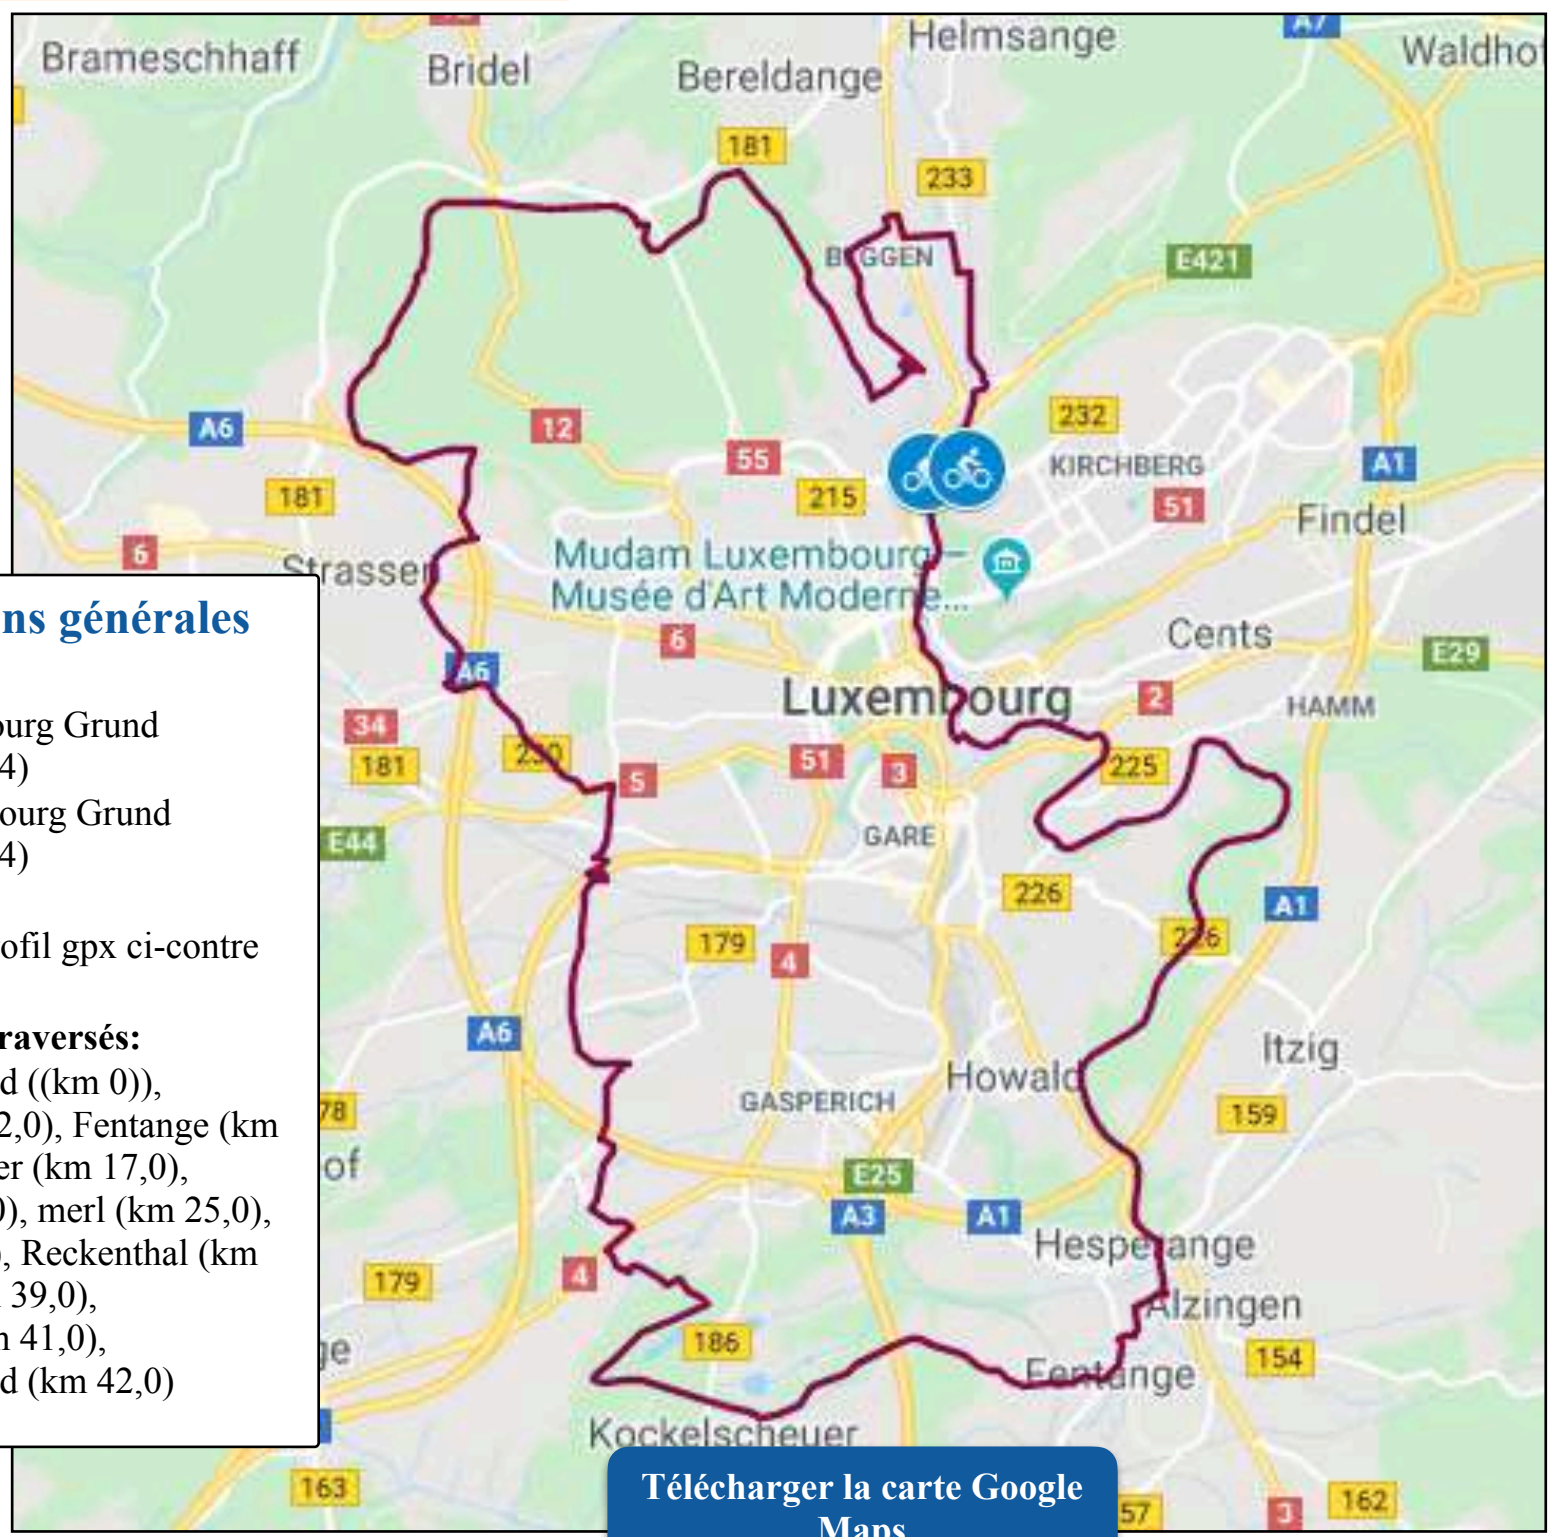 Brameschhaff
Bridel
Bereldange
Helmsange
A7
Waldhof
181
233
BEGGEN
E421
A6
12
55
232
KIRCHBERG
A1
181
215
51
Findel
6
Strassen
Mudam Luxembourg –
Musée d'Art Moderne...
6
Cents
E29
A6
Luxembourg
2
HAMM
34
181
230
5
51
3
225
E44
GARE
226
A1
179
4
226
A6
Itzig
Howald
GASPERICH
159
78
of
E25
A3
A1
Hesperange
179
4
Alzingen
186
154
ge
Fentange
Kockelscheuer
163
57
3
162
ns générales
ourg Grund
4)
ourg Grund
4)
ofil gpx ci-contre
raversés:
d ((km 0)),
2,0), Fentange (km
er (km 17,0),
0), merl (km 25,0),
), Reckenthal (km
39,0),
m 41,0),
d (km 42,0)
Télécharger la carte Google
Maps